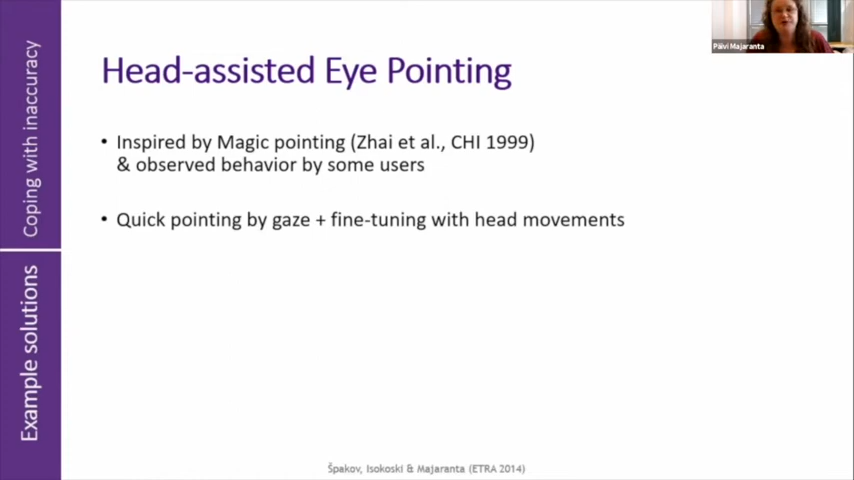 Coping with inaccuracy
Example solutions
Head-assisted Eye Pointing
• Inspired by Magic pointing (Zhai et al., CHI 1999)
& observed behavior by some users
• Quick pointing by gaze + fine-tuning with head movements
Špakov, Isokoski & Majaranta (ETRA 2014)
Päivi Majaranta